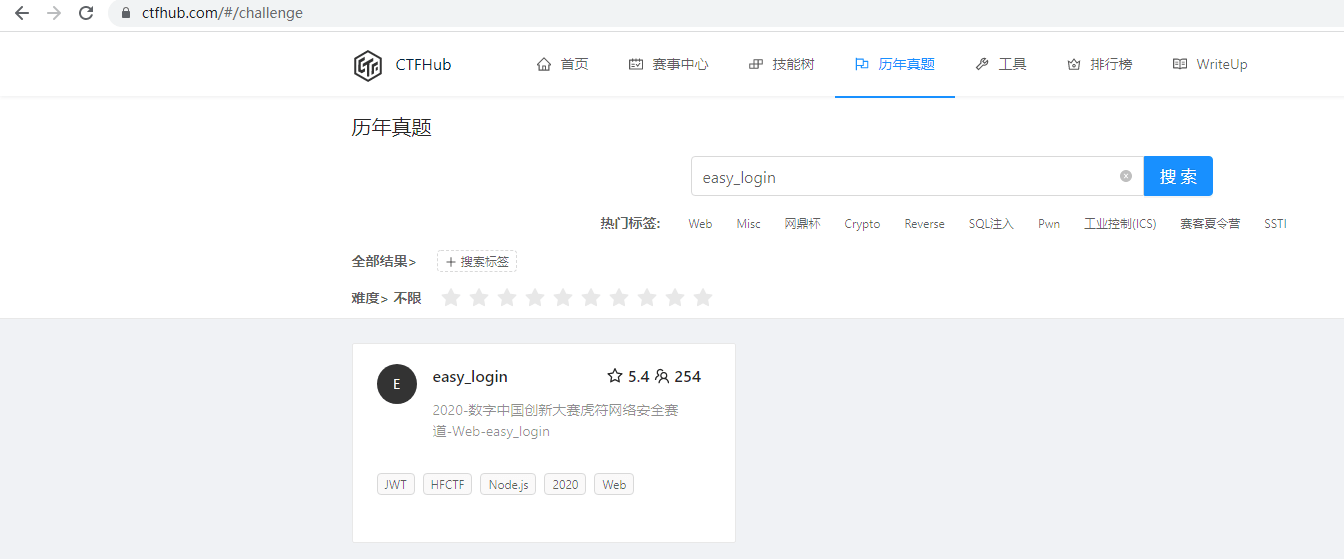 ctfhub.com/#/challenge
CTFHub 首页 赛事中心 技能树 历年真题 工具 排行榜 WriteUp
历年真题
easy_login 搜 索
热门标签: Web Misc 网鼎杯 Crypto Reverse SQL注入 Pwn 工业控制(ICS) 赛客夏令营 SSTI
全部结果> + 搜索标签
难度> 不限
E easy_login 5.4 254
2020-数字中国创新大赛虎符网络安全赛
道-Web-easy_login
JWT HFCTF Node.js 2020 Web